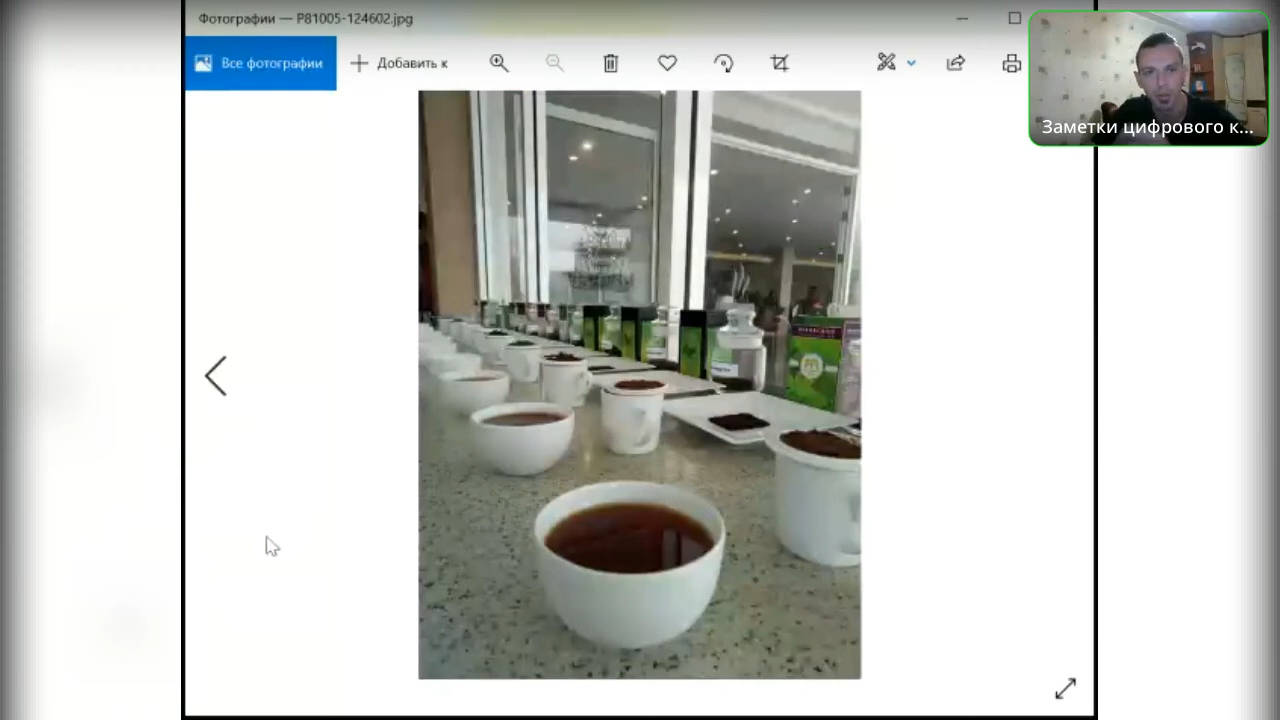 Фотографии — P81005-124602.jpg
Все фотографии
Добавить к
Заметки цифрового к...